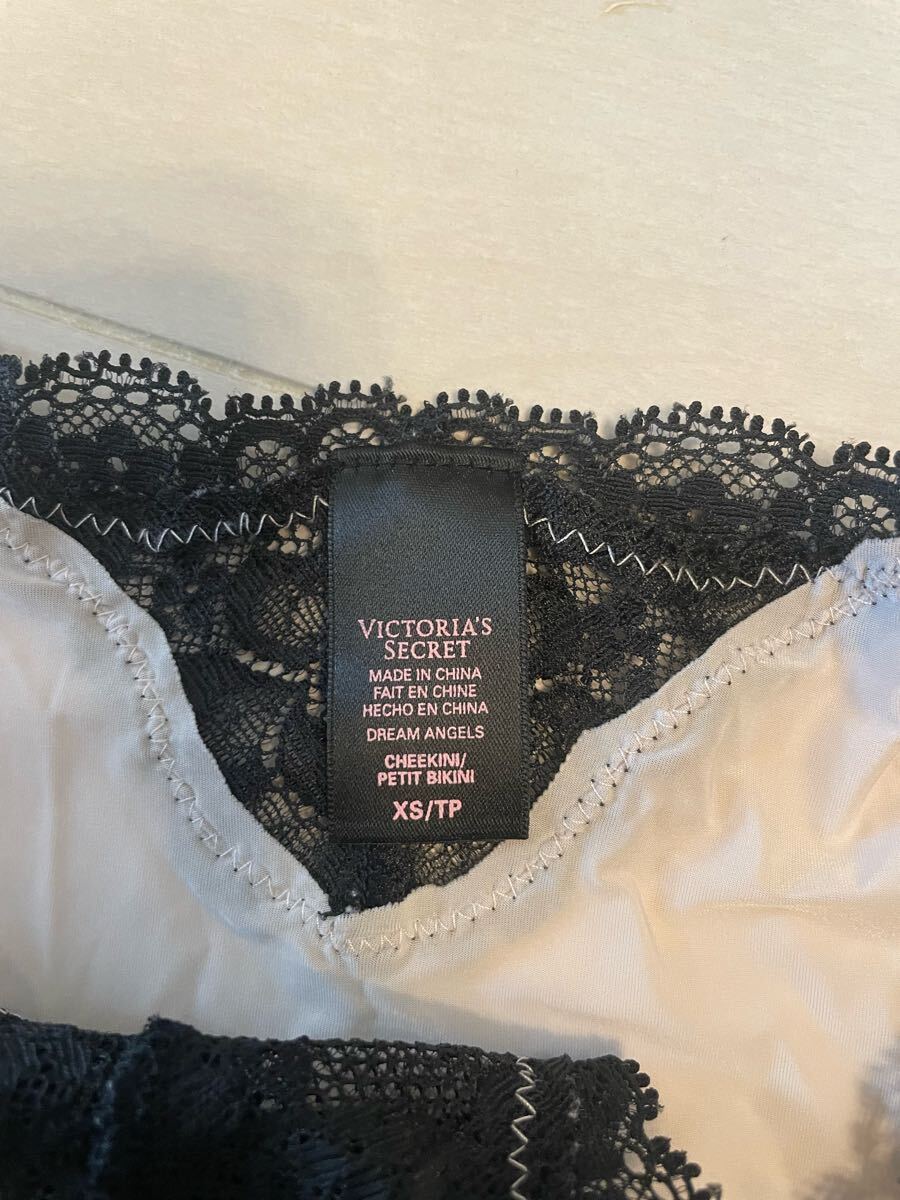 VICTORIA'S
SECRET
MADE IN CHINA
FAIT EN CHINE
HECHO EN CHINA
DREAM ANGELS
CHEEKINI/
PETIT BIKINI
XS/TP